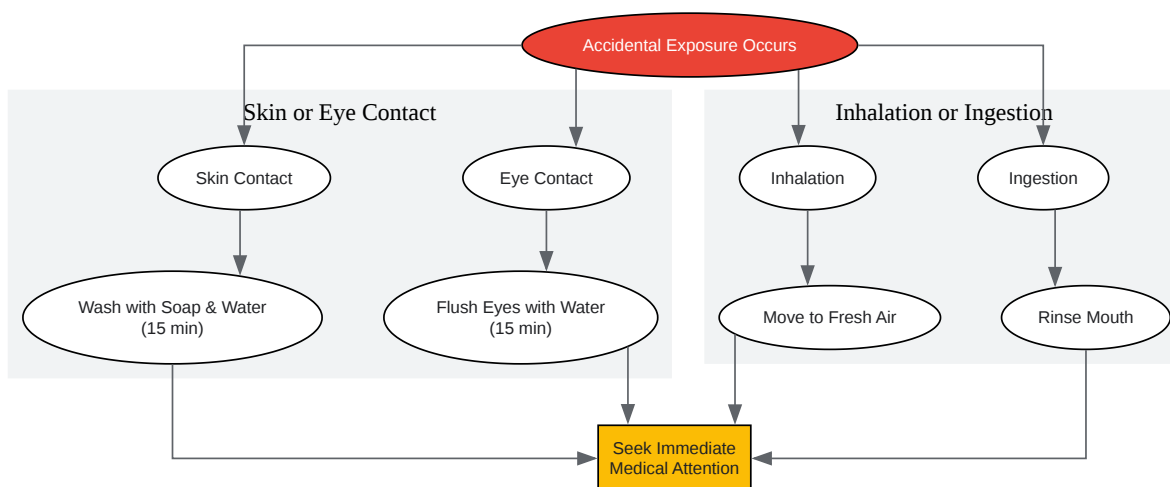 Accidental Exposure Occurs
Skin or Eye Contact
Inhalation or Ingestion
Skin Contact
Eye Contact
Inhalation
Ingestion
Wash with Soap & Water
(15 min)
Flush Eyes with Water
(15 min)
Move to Fresh Air
Rinse Mouth
Seek Immediate
Medical Attention